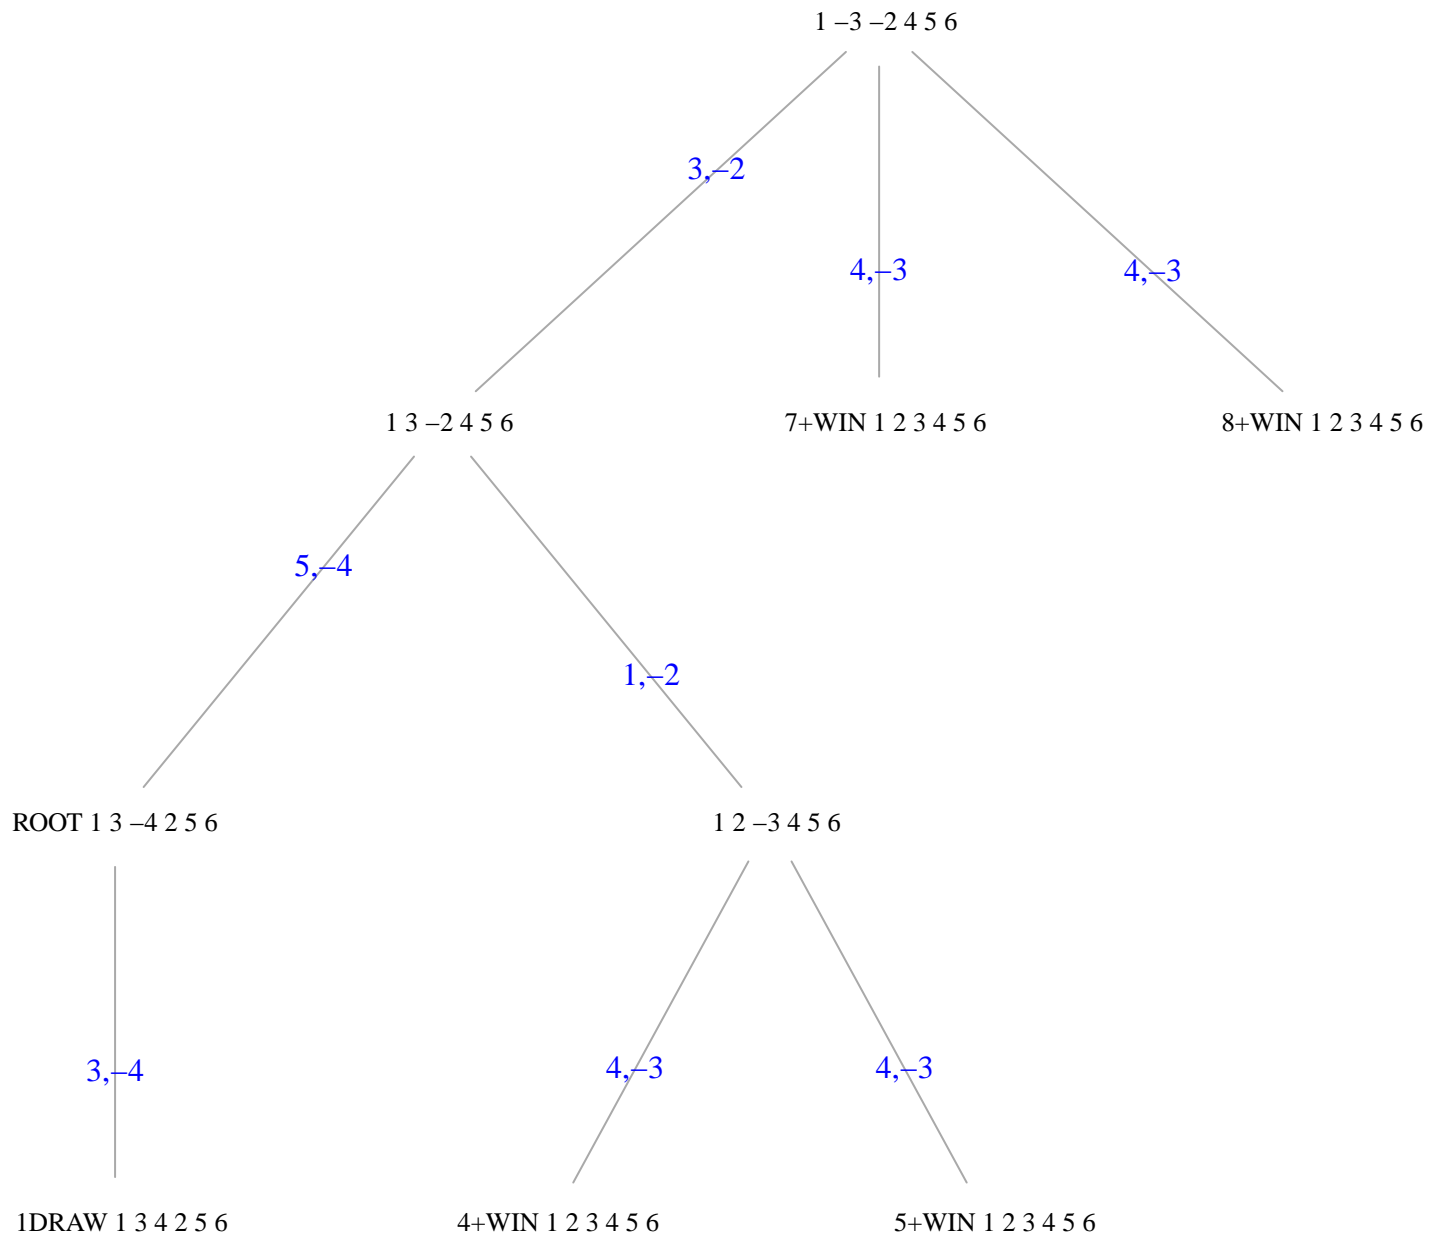 1 –3 –2 4 5 6
3,–2
4,–3
4,–3
1 3 –2 4 5 6
7+WIN 1 2 3 4 5 6
8+WIN 1 2 3 4 5 6
5,–4
1,–2
ROOT 1 3 –4 2 5 6
1 2 –3 4 5 6
3,–4
4,–3
4,–3
1DRAW 1 3 4 2 5 6
4+WIN 1 2 3 4 5 6
5+WIN 1 2 3 4 5 6